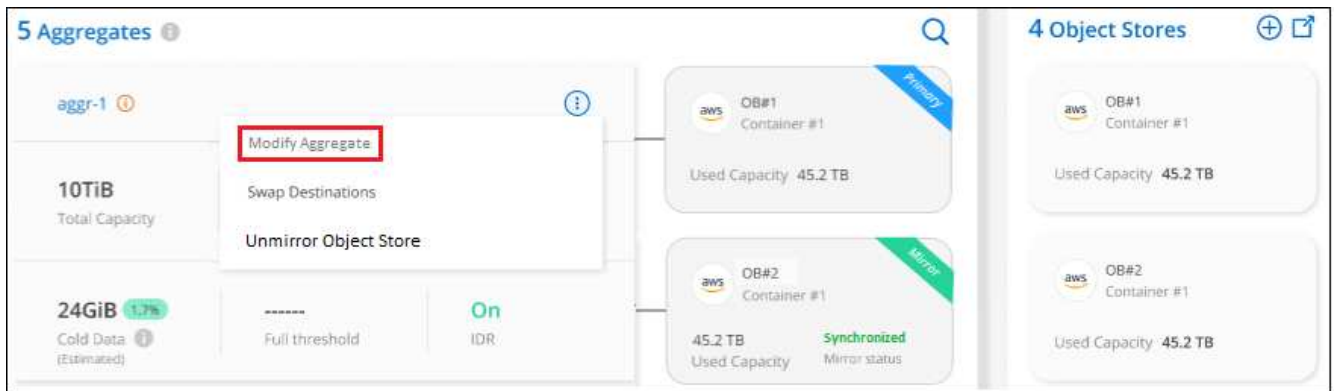 5 Aggregates
4 Object Stores
aggr-1
Modify Aggregate
Swap Destinations
Unmirror Object Store
10TiB
Total Capacity
24GiB 1.7%
Cold Data
(Estimated)
------
Full threshold
On
IDR
Primary
aws
OB#1
Container #1
Used Capacity 45.2 TB
Mirror
aws
OB#2
Container #1
45.2 TB
Used Capacity
Synchronized
Mirror status
aws
OB#1
Container #1
Used Capacity 45.2 TB
aws
OB#2
Container #1
Used Capacity 45.2 TB